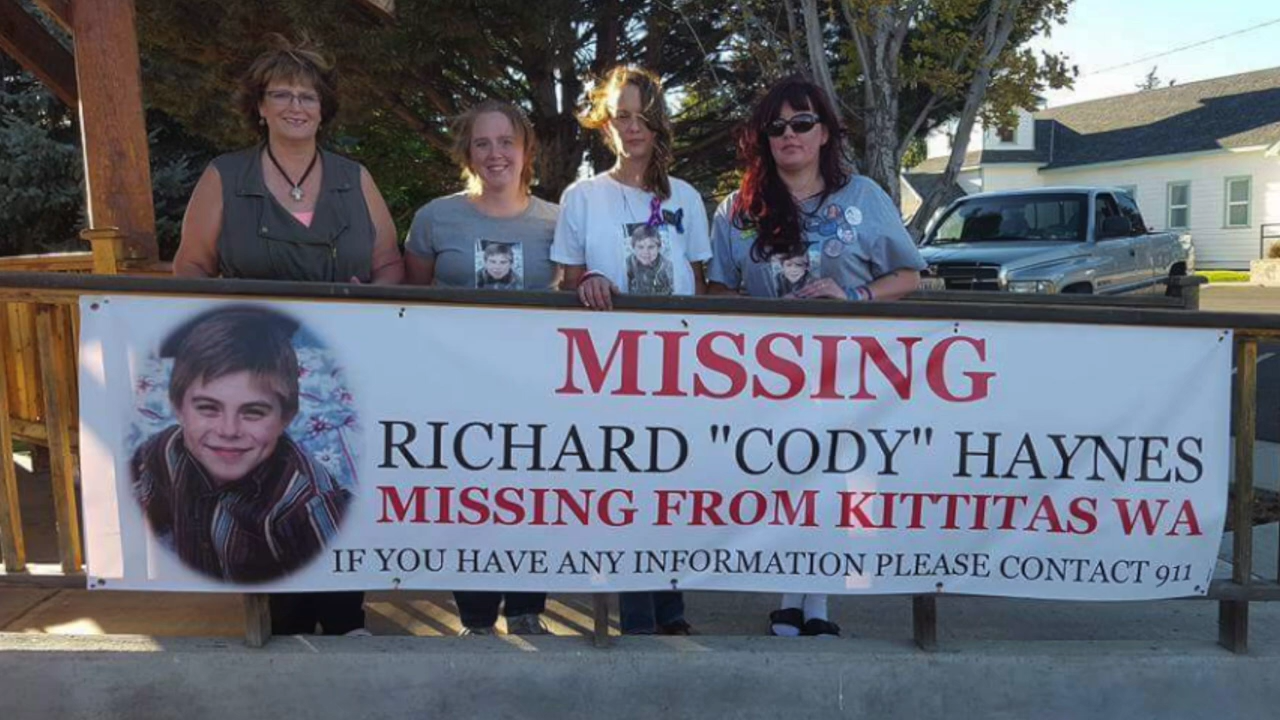 MISSING
RICHARD "CODY" HAYNES
MISSING FROM KITTITAS WA
IF YOU HAVE ANY INFORMATION PLEASE CONTACT 911